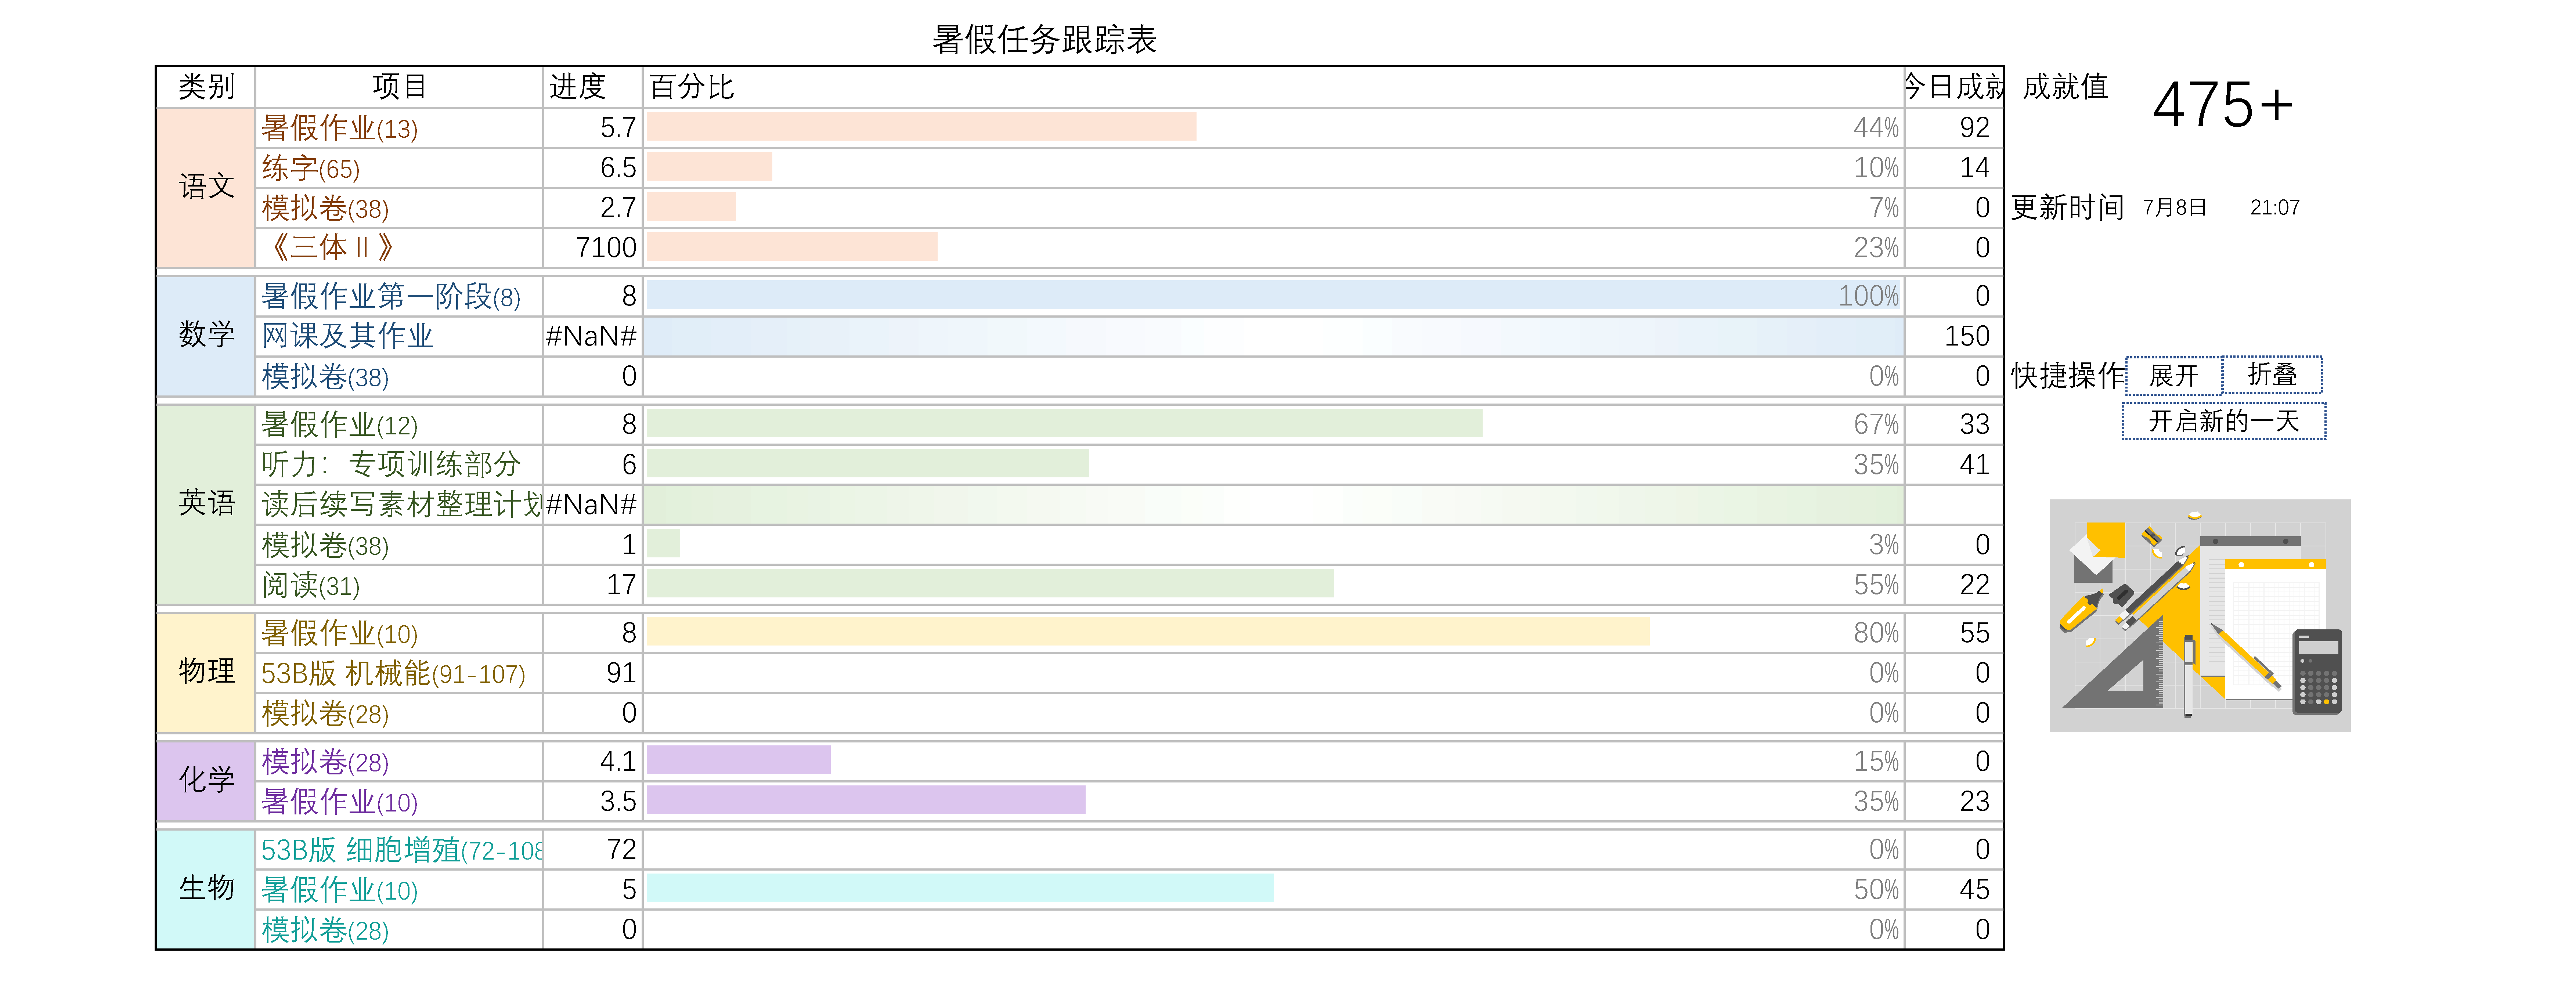 暑假任务跟踪表
类别 项目 进度 百分比 今日成就 成就值 475+
语文 暑假作业(13) 5.7 44% 92
练字(65) 6.5 10% 14
模拟卷(38) 2.7 7% 0 更新时间 7月8日 21:07
《三体Ⅱ》 7100 23% 0
数学 暑假作业第一阶段(8) 8 100% 0
网课及其作业 #NaN# 150
模拟卷(38) 0 0% 0 快捷操作 展开 折叠
开启新的一天
英语 暑假作业(12) 8 67% 33
听力：专项训练部分 6 35% 41
读后续写素材整理计划 #NaN#
模拟卷(38) 1 3% 0
阅读(31) 17 55% 22
物理 暑假作业(10) 8 80% 55
53B版 机械能(91-107) 91 0% 0
模拟卷(28) 0 0% 0
化学 模拟卷(28) 4.1 15% 0
暑假作业(10) 3.5 35% 23
生物 53B版 细胞增殖(72-108 72 0% 0
暑假作业(10) 5 50% 45
模拟卷(28) 0 0% 0